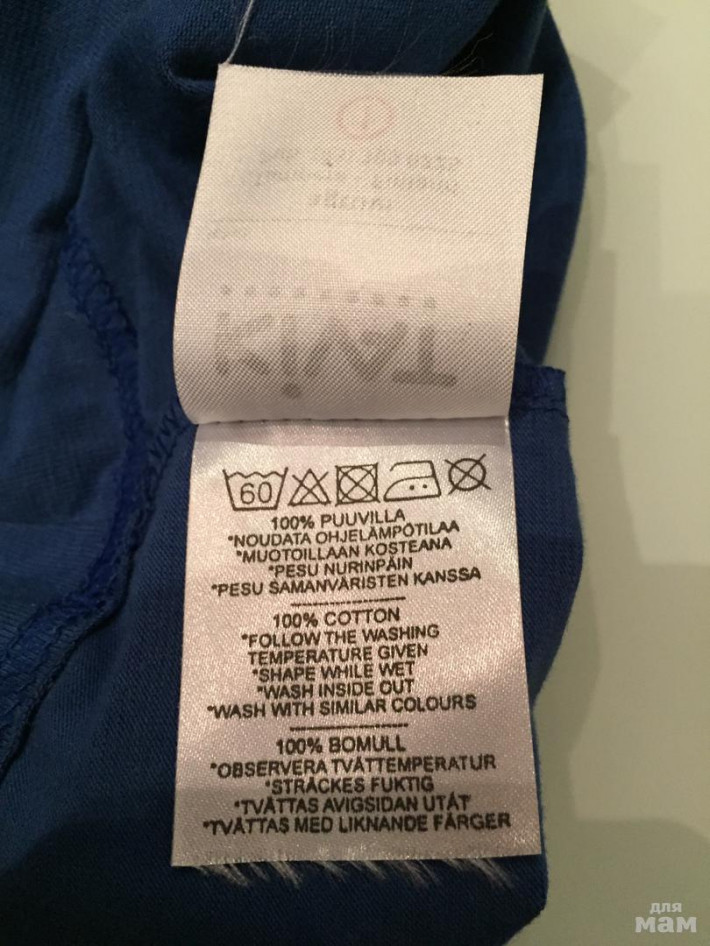 60
100% PUUVILLA
*NOUDATA OHJELÄMPÖTILAA
*MUOTOILLAAN KOSTEANA
*PESU NURINPÄIN
*PESU SAMANVÄRISTEN KANSSA
100% COTTON
*FOLLOW THE WASHING
TEMPERATURE GIVEN
*SHAPE WHILE WET
*WASH INSIDE OUT
*WASH WITH SIMILAR COLOURS
100% BOMULL
*OBSERVERA TVÄTTEMPERATUR
*STRÄCKES FUKTIG
*TVÄTTAS AVIGSIDAN UTÅT
*TVÄTTAS MED LIKNANDE FÄRGER
для
мам